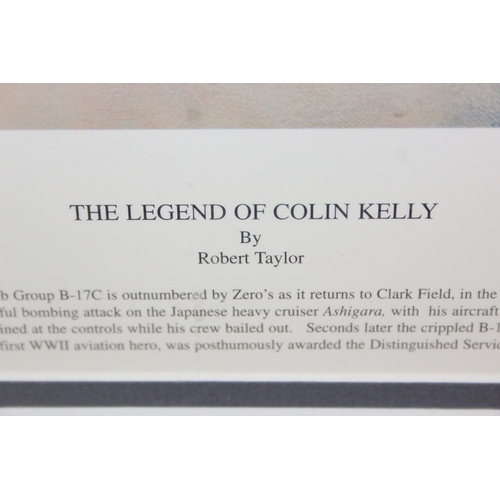 THE LEGEND OF COLIN KELLY
By
Robert Taylor
b Group B-17C is outnumbered by Zero's as it returns to Clark Field, in the
ful bombing attack on the Japanese heavy cruiser Ashigara, with his aircraft
ined at the controls while his crew bailed out. Seconds later the crippled B-1
first WWII aviation hero, was posthumously awarded the Distinguished Servic